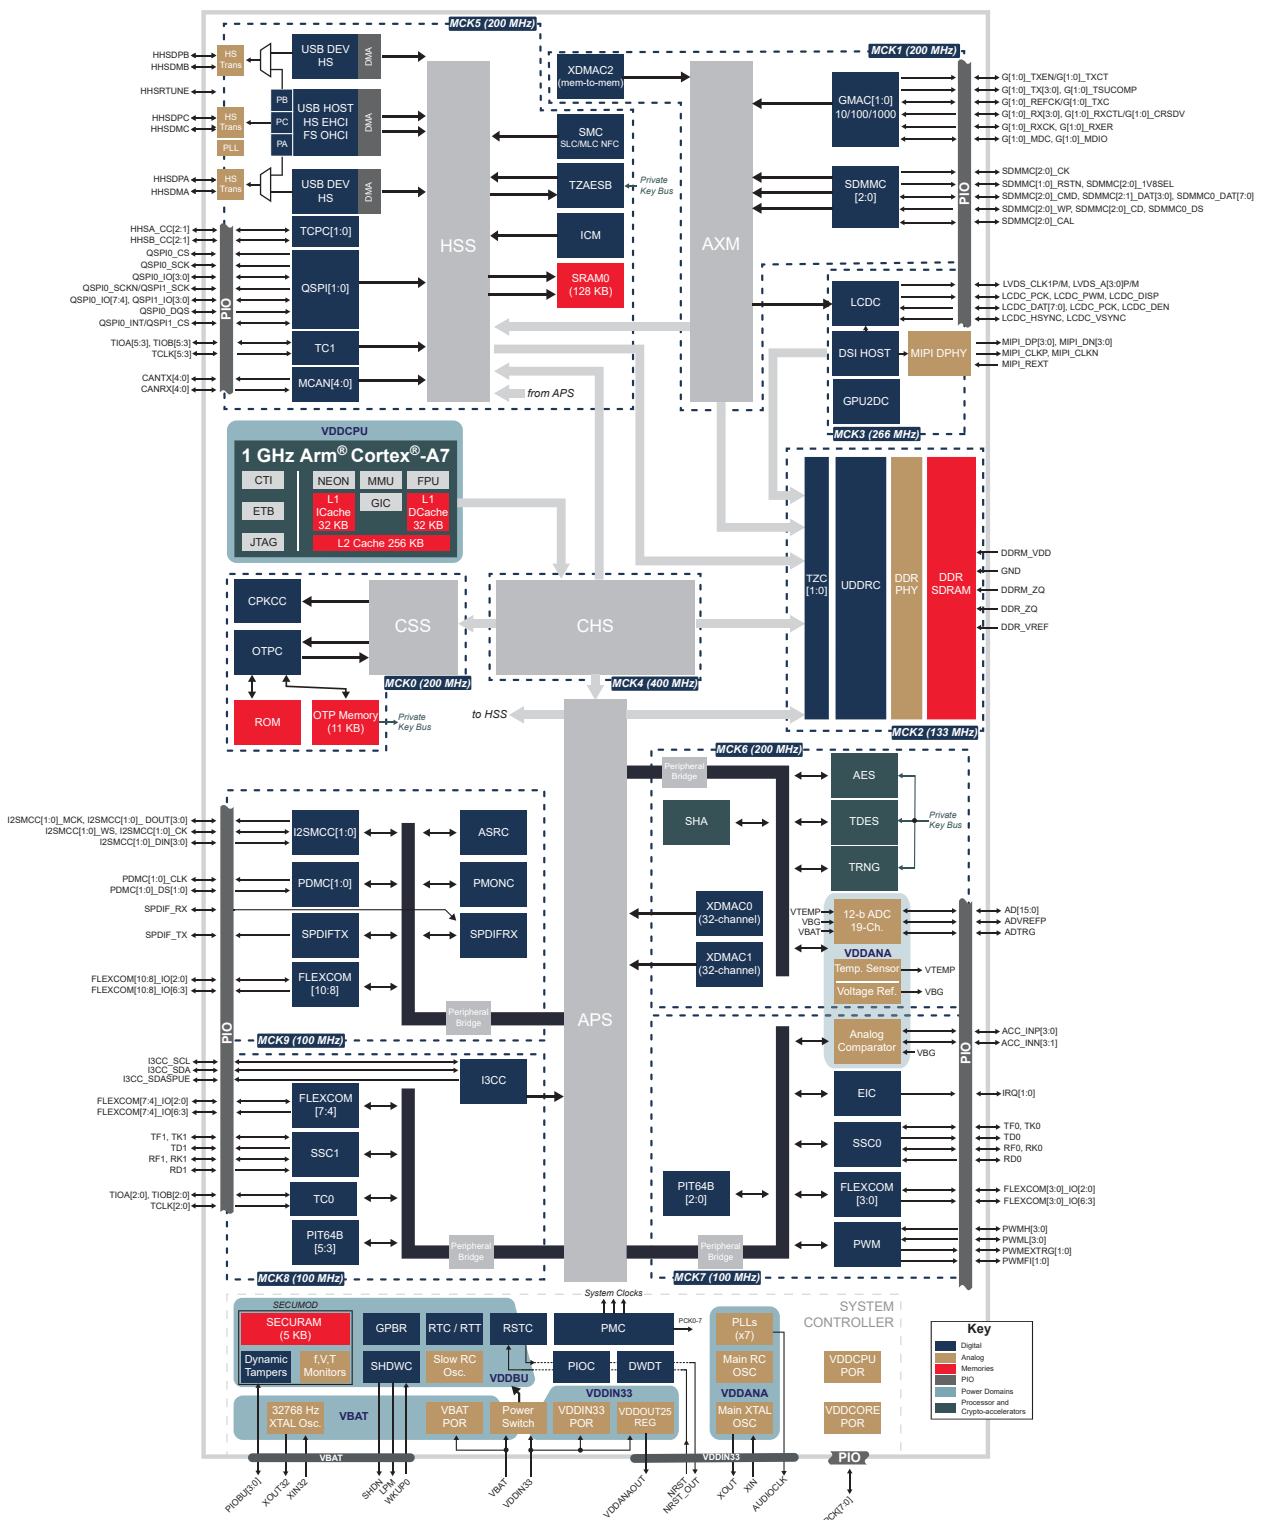 MCK5 (200 MHz)
HHSDPB
HHSDMB
HHSRTUNE
HHSDPC
HHSDMC
HHSDPA
HHSDMA
HS
Trans
HS
Trans
PLL
HS
Trans
USB DEV
HS
DMA
PB
PC
PA
USB HOST
HS EHCI
FS OHCI
DMA
USB DEV
HS
DMA
HHSA_CC[2:1]
HHSB_CC[2:1]
QSPI0_CS
QSPI0_SCK
QSPI0_IO[3:0]
QSPI0_SCKN/QSPI1_SCK
QSPI0_IO[7:4], QSPI1_IO[3:0]
QSPI0_DQS
QSPI0_INT/QSPI1_CS
TIOA[5:3], TIOB[5:3]
TCLK[5:3]
CANTX[4:0]
CANRX[4:0]
PIO
TCPC[1:0]
QSPI[1:0]
TC1
MCAN[4:0]
HSS
XDMAC2
(mem-to-mem)
SMC
SLC/MLC NFC
TZAESB
Private
Key Bus
ICM
SRAM0
(128 KB)
from APS
AXM
MCK1 (200 MHz)
GMAC[1:0]
10/100/1000
SDMMC
[2:0]
LCDC
DSI HOST
MIPI DPHY
GPU2DC
MCK3 (266 MHz)
PIO
G[1:0]_TXEN/G[1:0]_TXCT
G[1:0]_TX[3:0], G[1:0]_TSUCOMP
G[1:0]_REFCK/G[1:0]_TXC
G[1:0]_RX[3:0], G[1:0]_RXCTL/G[1:0]_CRSDV
G[1:0]_RXCK, G[1:0]_RXER
G[1:0]_MDC, G[1:0]_MDIO
SDMMC[2:0]_CK
SDMMC[1:0]_RSTN, SDMMC[2:0]_1V8SEL
SDMMC[2:0]_CMD, SDMMC[2:1]_DAT[3:0], SDMMC0_DAT[7:0]
SDMMC[2:0]_WP, SDMMC[2:0]_CD, SDMMC0_DS
SDMMC[2:0]_CAL
LVDS_CLK1P/M, LVDS_A[3:0]P/M
LCDC_PCK, LCDC_PWM, LCDC_DISP
LCDC_DAT[7:0], LCDC_PCK, LCDC_DEN
LCDC_HSYNC, LCDC_VSYNC
MIPI_DP[3:0], MIPI_DN[3:0]
MIPI_CLKP, MIPI_CLKN
MIPI_REXT
VDDCPU
1 GHz Arm® Cortex®-A7
CTI
ETB
JTAG
NEON
MMU
FPU
L1
ICache
32 KB
GIC
L1
DCache
32 KB
L2 Cache 256 KB
TZC
[1:0]
UDDRC
DDR
PHY
DDR
SDRAM
MCK2 (133 MHz)
DDRM_VDD
GND
DDRM_ZQ
DDR_ZQ
DDR_VREF
CPKCC
OTPC
CSS
MCK0 (200 MHz)
ROM
OTP Memory
(11 KB)
Private
Key Bus
CHS
MCK4 (400 MHz)
to HSS
APS
MCK6 (200 MHz)
Peripheral
Bridge
AES
SHA
TDES
TRNG
Private
Key Bus
XDMAC0
(32-channel)
XDMAC1
(32-channel)
VTEMP
VBG
VBAT
12-b ADC
19-Ch.
VDDANA
Temp. Sensor
Voltage Ref.
VTEMP
VBG
Analog
Comparator
VBG
PIO
AD[15:0]
ADVREFP
ADTRG
ACC_INP[3:0]
ACC_INN[3:1]
IRQ[1:0]
TF0, TK0
TD0
RF0, RK0
RD0
FLEXCOM[3:0]_IO[2:0]
FLEXCOM[3:0]_IO[6:3]
PWMH[3:0]
PWML[3:0]
PWMEXTRG[1:0]
PWMFI[1:0]
EIC
SSC0
PIT64B
[2:0]
FLEXCOM
[3:0]
PWM
Peripheral
Bridge
MCK7 (100 MHz)
I2SMCC[1:0]_MCK, I2SMCC[1:0]_ DOUT[3:0]
I2SMCC[1:0]_WS, I2SMCC[1:0]_CK
I2SMCC[1:0]_DIN[3:0]
PDMC[1:0]_CLK
PDMC[1:0]_DS[1:0]
SPDIF_RX
SPDIF_TX
FLEXCOM[10:8]_IO[2:0]
FLEXCOM[10:8]_IO[6:3]
PIO
I2SMCC[1:0]
PDMC[1:0]
SPDIFTX
FLEXCOM
[10:8]
ASRC
PMONC
SPDIFRX
Peripheral
Bridge
MCK9 (100 MHz)
I3CC_SCL
I3CC_SDA
I3CC_SDASPUE
FLEXCOM[7:4]_IO[2:0]
FLEXCOM[7:4]_IO[6:3]
TF1, TK1
TD1
RF1, RK1
RD1
TIOA[2:0], TIOB[2:0]
TCLK[2:0]
I3CC
FLEXCOM
[7:4]
SSC1
TC0
PIT64B
[5:3]
Peripheral
Bridge
MCK8 (100 MHz)
SECUMOD
SECURAM
(5 KB)
Dynamic
Tampers
f,V,T
Monitors
GPBR
RTC / RTT
RSTC
SHDWC
Slow RC
Osc.
VDDBU
System Clocks
PMC
PCK0-7
PIOC
DWDT
VDDIN33
32768 Hz
XTAL Osc.
VBAT
VBAT
POR
Power
Switch
VDDIN33
POR
VDDOUT25
REG
PLLs
(x7)
Main RC
OSC
VDDANA
Main XTAL
OSC
SYSTEM
CONTROLLER
VDDCPU
POR
VDDCORE
POR
Key
Digital
Analog
Memories
PIO
Power Domains
Processor and
Crypto-accelerators
VBAT
VDDIN33
PIO
PIOBU[3:0]
XOUT32
XIN32
SHDN
LPM
WKUP0
VBAT
VDDIN33
VDDANAOUT
NRST
NRST_OUT
XOUT
XIN
AUDIOCLK